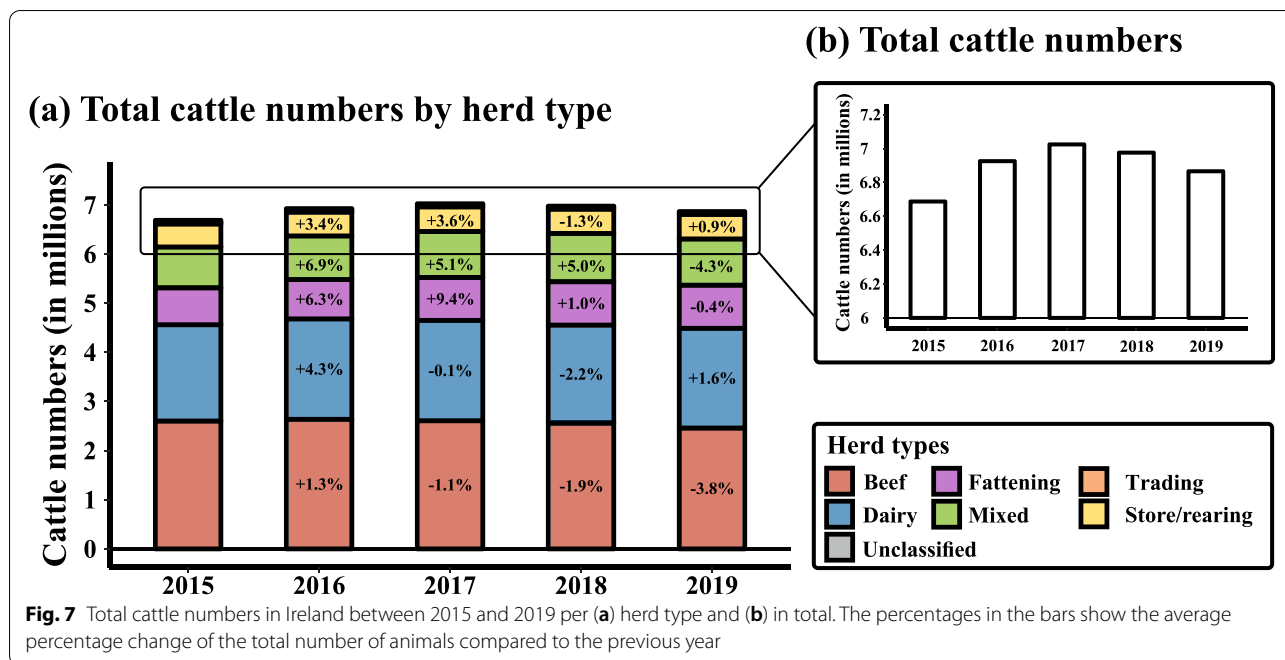 (b) Total cattle numbers
(a) Total cattle numbers by herd type
Cattle numbers (in millions)
7
6
5
4
3
2
1
0
+3.4%
+3.6%
-1.3%
+0.9%
+6.9%
+5.1%
+5.0%
-4.3%
+6.3%
+9.4%
+1.0%
-0.4%
+4.3%
-0.1%
-2.2%
+1.6%
+1.3%
-1.1%
-1.9%
-3.8%
2015 2016 2017 2018 2019
Cattle numbers (in millions)
7.2
7
6.8
6.6
6.4
6.2
6
2015 2016 2017 2018 2019
Herd types
Beef Fattening Trading
Dairy Mixed Store/rearing
Unclassified
Fig. 7 Total cattle numbers in Ireland between 2015 and 2019 per (a) herd type and (b) in total. The percentages in the bars show the average
percentage change of the total number of animals compared to the previous year